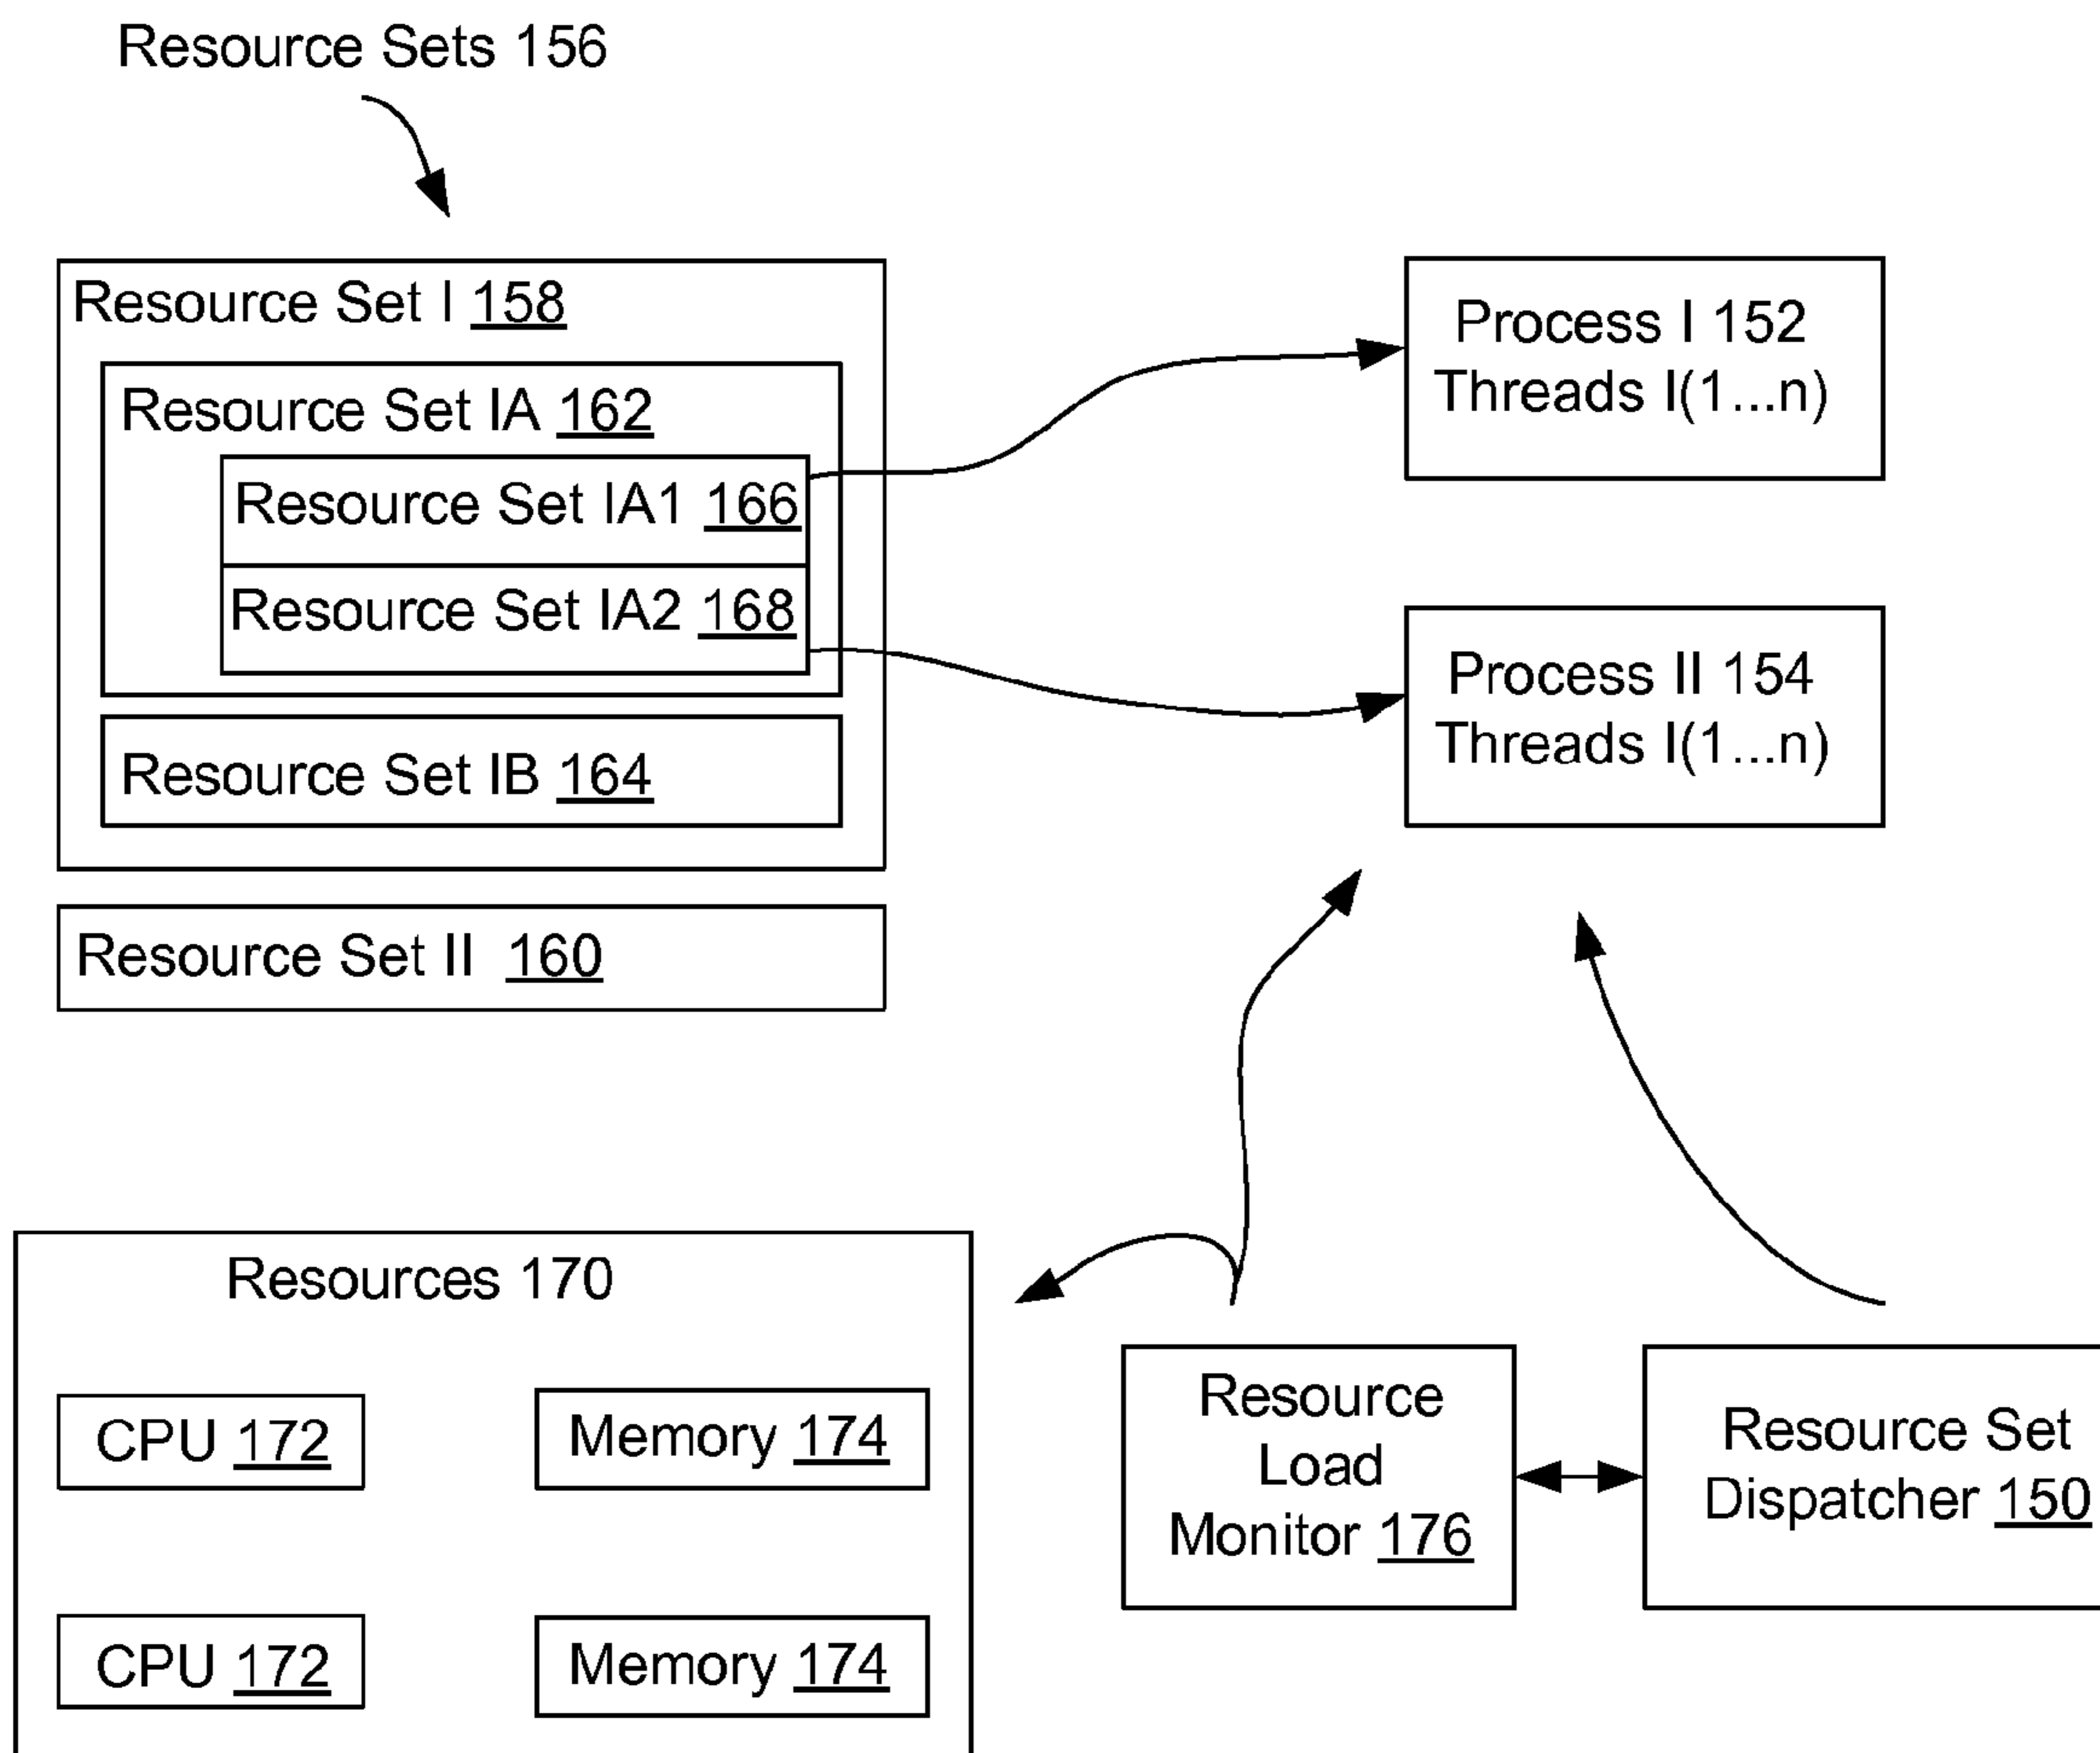 Resource Sets 156
Resource Set I 158
Resource Set IA 162
Resource Set IA1 166
Resource Set IA2 168
Resource Set IB 164
Resource Set II 160
Process I 152
Threads I(1...n)
Process II 154
Threads I(1...n)
Resources 170
CPU 172
Memory 174
CPU 172
Memory 174
Resource
Load
Monitor 176
Resource Set
Dispatcher 150